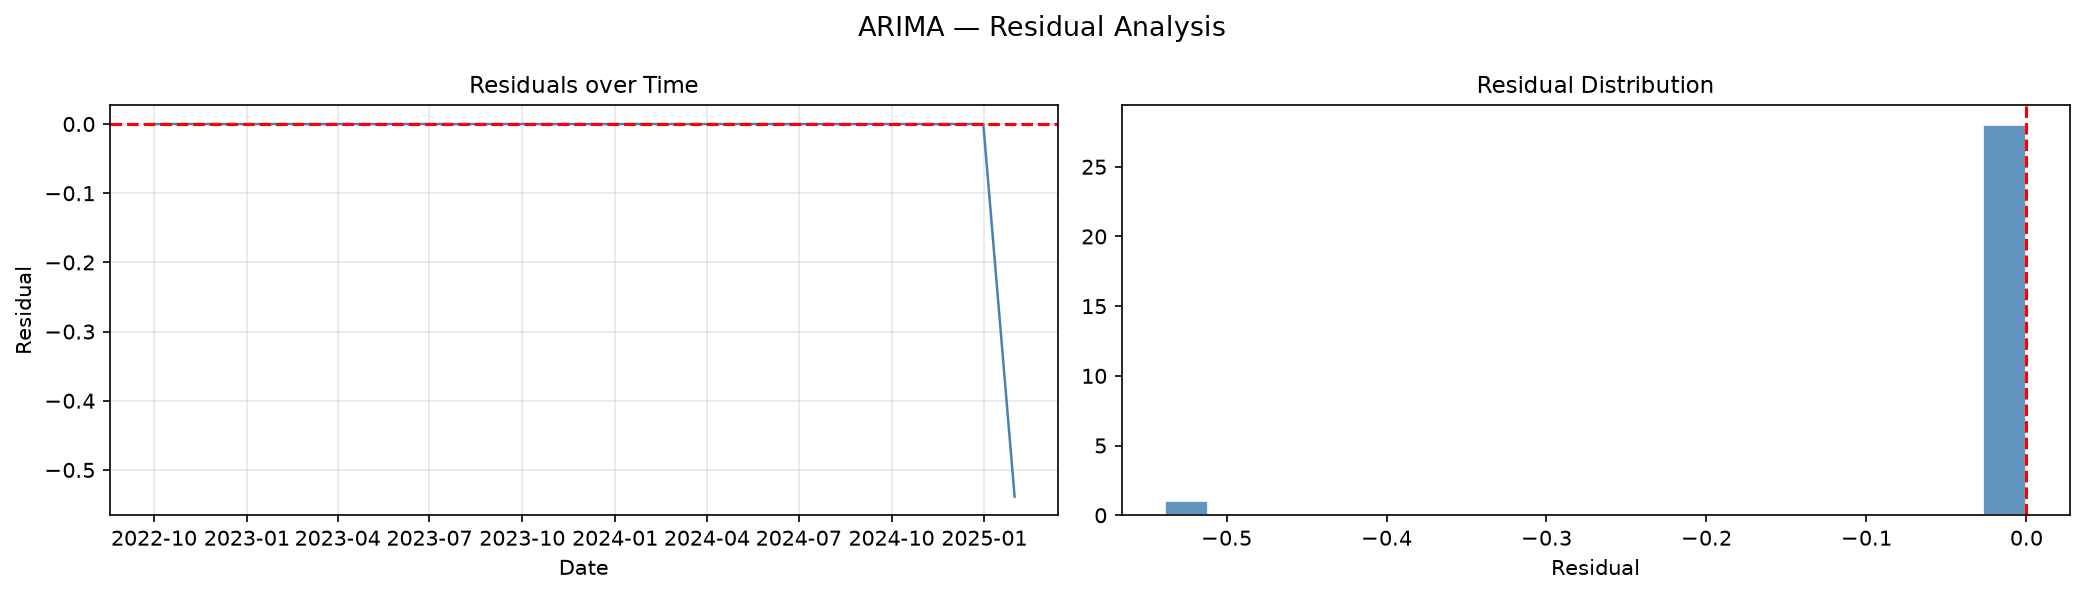 ARIMA — Residual Analysis
Residuals over Time
Residual
0.0
−0.1
−0.2
−0.3
−0.4
−0.5
2022-10 2023-01 2023-04 2023-07 2023-10 2024-01 2024-04 2024-07 2024-10 2025-01
Date
Residual Distribution
25
20
15
10
5
0
−0.5 −0.4 −0.3 −0.2 −0.1 0.0
Residual